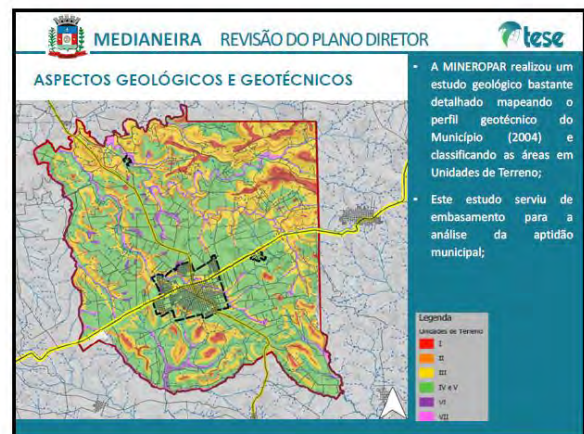 MEDIANEIRA REVISÃO DO PLANO DIRETOR
tese
ASPECTOS GEOLÓGICOS E GEOTÉCNICOS
• A MINEROPAR realizou um
estudo geológico bastante
detalhado mapeando o
perfil geotécnico do
Município (2004) e
classificando as áreas em
Unidades de Terreno;
• Este estudo serviu de
embasamento para a
análise da aptidão
municipal;
Legenda
Unidades de Terreno
I
II
III
IV e V
VI
VII